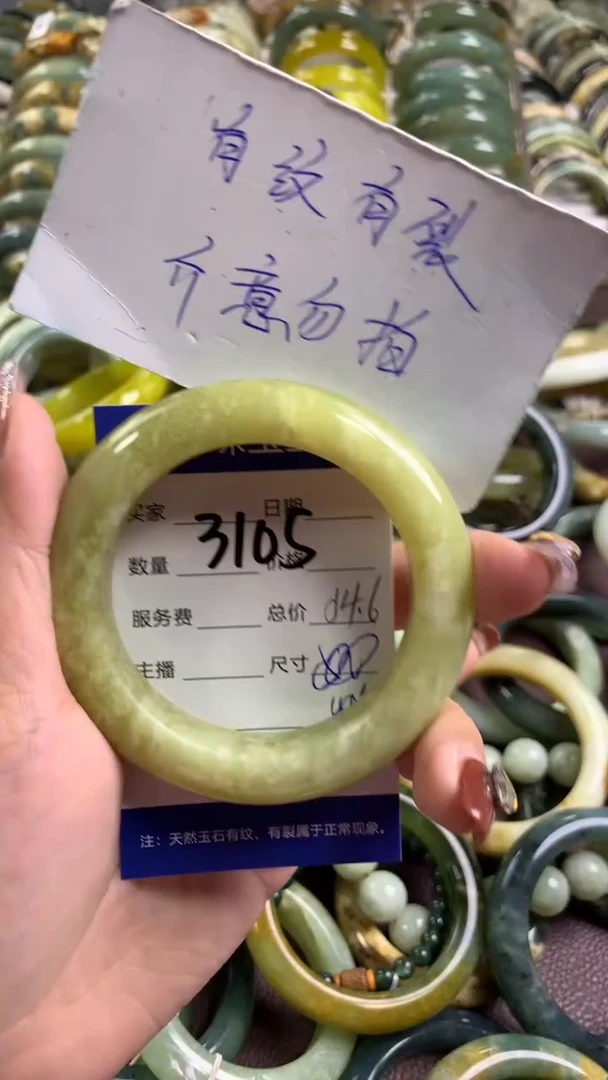 有纹有裂
介意勿拍
买家 日期
3105
数量
服务费 总价
主播 尺寸
注：天然玉石有纹、有裂属于正常现象。